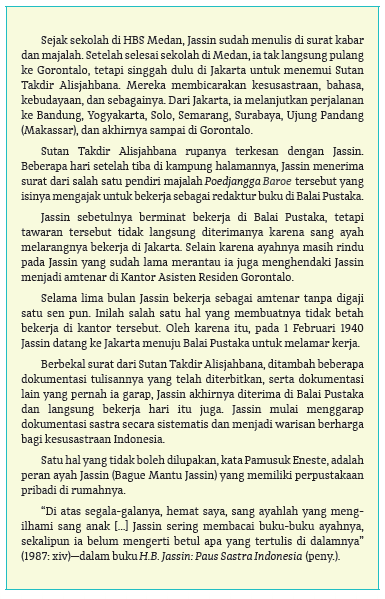 Sejak sekolah di HBS Medan, Jassin sudah menulis di surat kabar
dan majalah. Setelah selesai sekolah di Medan, ia tak langsung pulang
ke Gorontalo, tetapi singgah dulu di Jakarta untuk menemui Sutan
Takdir Alisjahbana. Mereka membicarakan kesusastraan, bahasa,
kebudayaan, dan sebagainya. Dari Jakarta, ia melanjutkan perjalanan
ke Bandung, Yogyakarta, Solo, Semarang, Surabaya, Ujung Pandang
(Makassar), dan akhirnya sampai di Gorontalo.
Sutan Takdir Alisjahbana rupanya terkesan dengan Jassin.
Beberapa hari setelah tiba di kampung halamannya, Jassin menerima
surat dari salah satu pendiri majalah Poedjangga Baroe tersebut yang
isinya mengajak untuk bekerja sebagai redaktur buku di Balai Pustaka.
Jassin sebetulnya berminat bekerja di Balai Pustaka, tetapi
tawaran tersebut tidak langsung diterimanya karena sang ayah
melarangnya bekerja di Jakarta. Selain karena ayahnya masih rindu
pada Jassin yang sudah lama merantau ia juga menghendaki Jassin
menjadi amtenar di Kantor Asisten Residen Gorontalo.
Selama lima bulan Jassin bekerja sebagai amtenar tanpa digaji
satu sen pun. Inilah salah satu hal yang membuatnya tidak betah
bekerja di kantor tersebut. Oleh karena itu, pada 1 Februari 1940
Jassin datang ke Jakarta menuju Balai Pustaka untuk melamar kerja.
Berbekal surat dari Sutan Takdir Alisjahbana, ditambah beberapa
dokumentasi tulisannya yang telah diterbitkan, serta dokumentasi
lain yang pernah ia garap, Jassin akhirnya diterima di Balai Pustaka
dan langsung bekerja hari itu juga. Jassin mulai menggarap
dokumentasi sastra secara sistematis dan menjadi warisan berharga
bagi kesusastraan Indonesia.
Satu hal yang tidak boleh dilupakan, kata Pamusuk Eneste, adalah
peran ayah Jassin (Bague Mantu Jassin) yang memiliki perpustakaan
pribadi di rumahnya.
“Di atas segala-galanya, hemat saya, sang ayahlah yang meng-
ilhami sang anak [...] Jassin sering membacai buku-buku ayahnya,
sekalipun ia belum mengerti betul apa yang tertulis di dalamnya”
(1987: xiv)—dalam buku H.B. Jassin: Paus Sastra Indonesia (peny.).